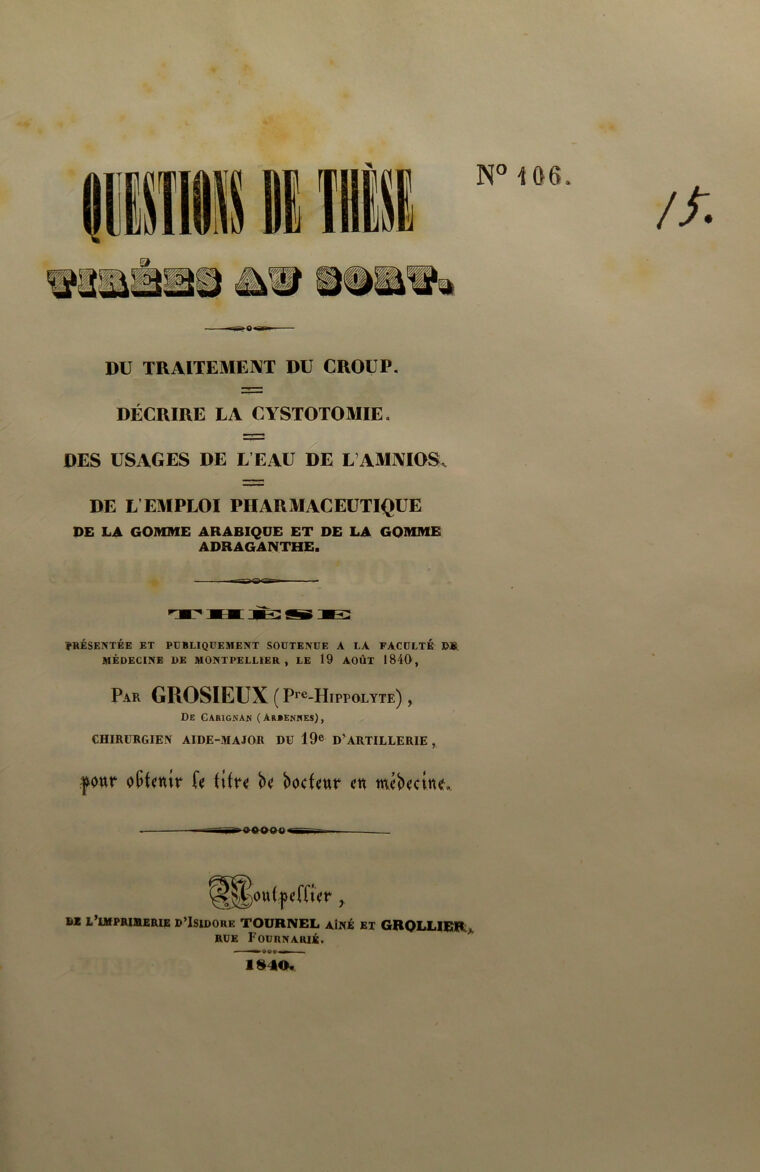 N° 106.
15.
QUESTIONS DE THÈSE
TIRÉES AU SORT.
DU TRAITEMENT DU CROUP.
DÉCRIRE LA CYSTOTOMIE.
DES USAGES DE L'EAU DE L'AMNIOS.
DE L'EMPLOI PHARMACEUTIQUE
DE LA GOMME ARABIQUE ET DE LA GOMME
ADRAGANTHE.
THÈSE
PRÉSENTÉE ET PUBLIQUEMENT SOUTENUE A LA FACULTÉ DE
MÉDECINE DE MONTPELLIER, LE 19 AOÛT 1840,
PAR GROSIEUX (Pre-HIPPOLYTE),
DE CARIGNAN (ARDENNES),
CHIRURGIEN AIDE-MAJOR DU 19e D'ARTILLERIE,
pour obtenir le titre de docteur en médecine.
Montpellier,
DE L'IMPRIMERIE D'ISIDORE TOURNEL AÎNÉ ET GROLLIER,
RUE FOURNARIÉ.
1840.